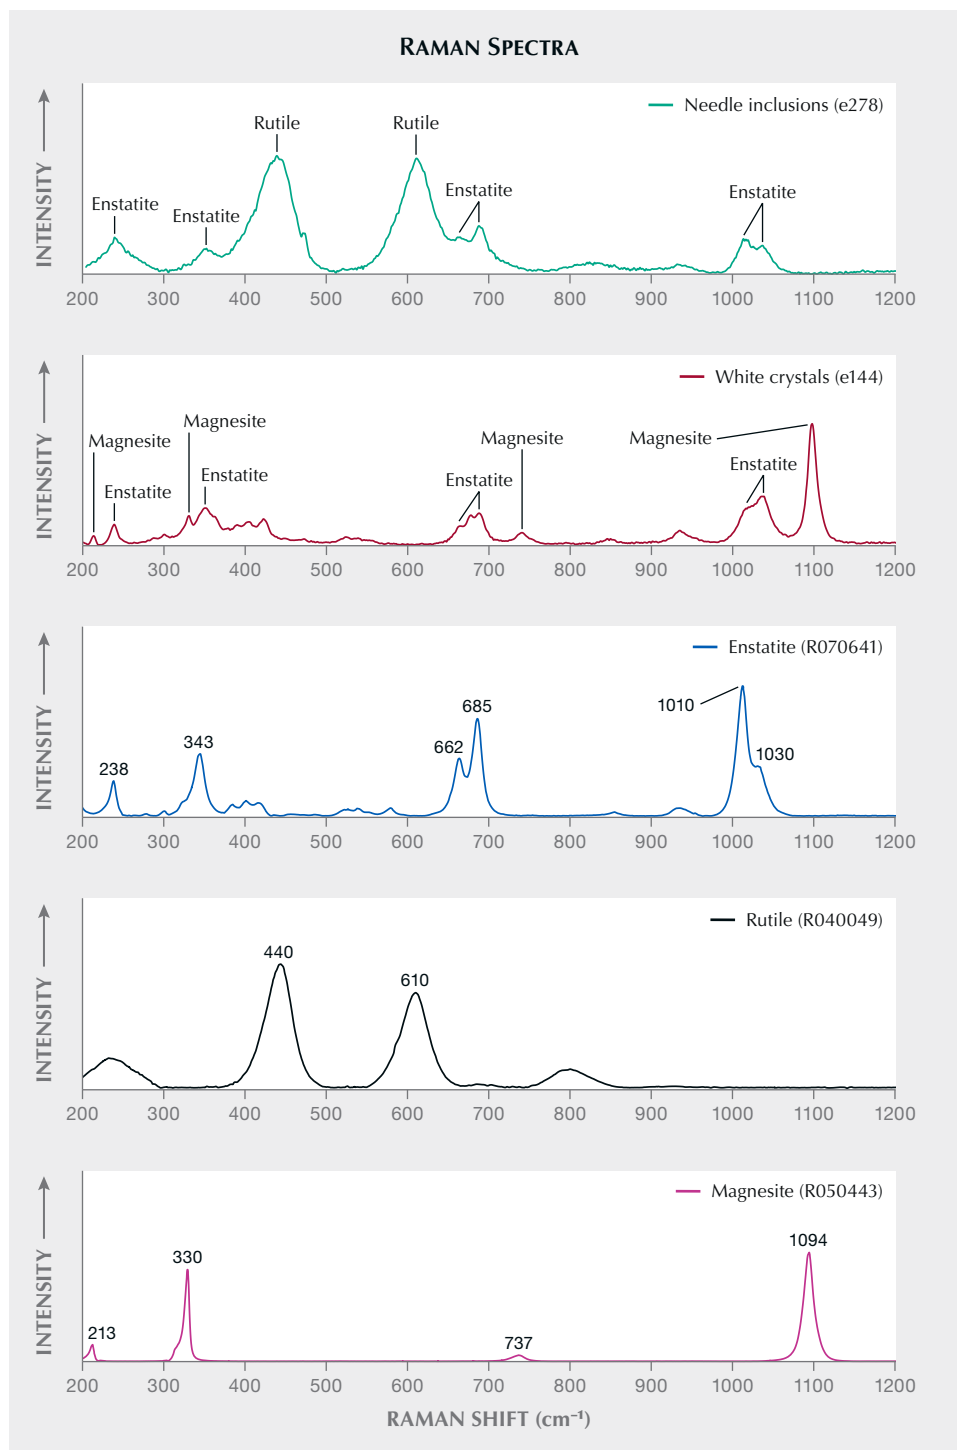 RAMAN SPECTRA
INTENSITY
Needle inclusions (e278)
Rutile
Rutile
Enstatite
Enstatite
Enstatite
Enstatite
200 300 400 500 600 700 800 900 1000 1100 1200
INTENSITY
White crystals (e144)
Magnesite
Magnesite
Enstatite
Enstatite
Magnesite
Enstatite
Magnesite
Enstatite
200 300 400 500 600 700 800 900 1000 1100 1200
INTENSITY
Enstatite (R070641)
238
343
662
685
1010
1030
200 300 400 500 600 700 800 900 1000 1100 1200
INTENSITY
Rutile (R040049)
440
610
200 300 400 500 600 700 800 900 1000 1100 1200
INTENSITY
Magnesite (R050443)
213
330
737
1094
200 300 400 500 600 700 800 900 1000 1100 1200
RAMAN SHIFT (cm⁻¹)